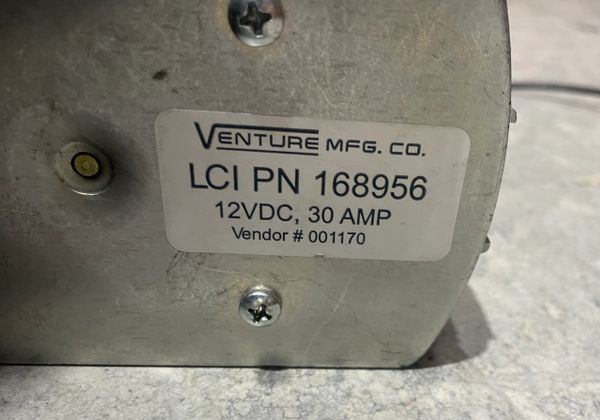 VENTURE MFG. CO.
LCI PN 168956
12VDC, 30 AMP
Vendor # 001170